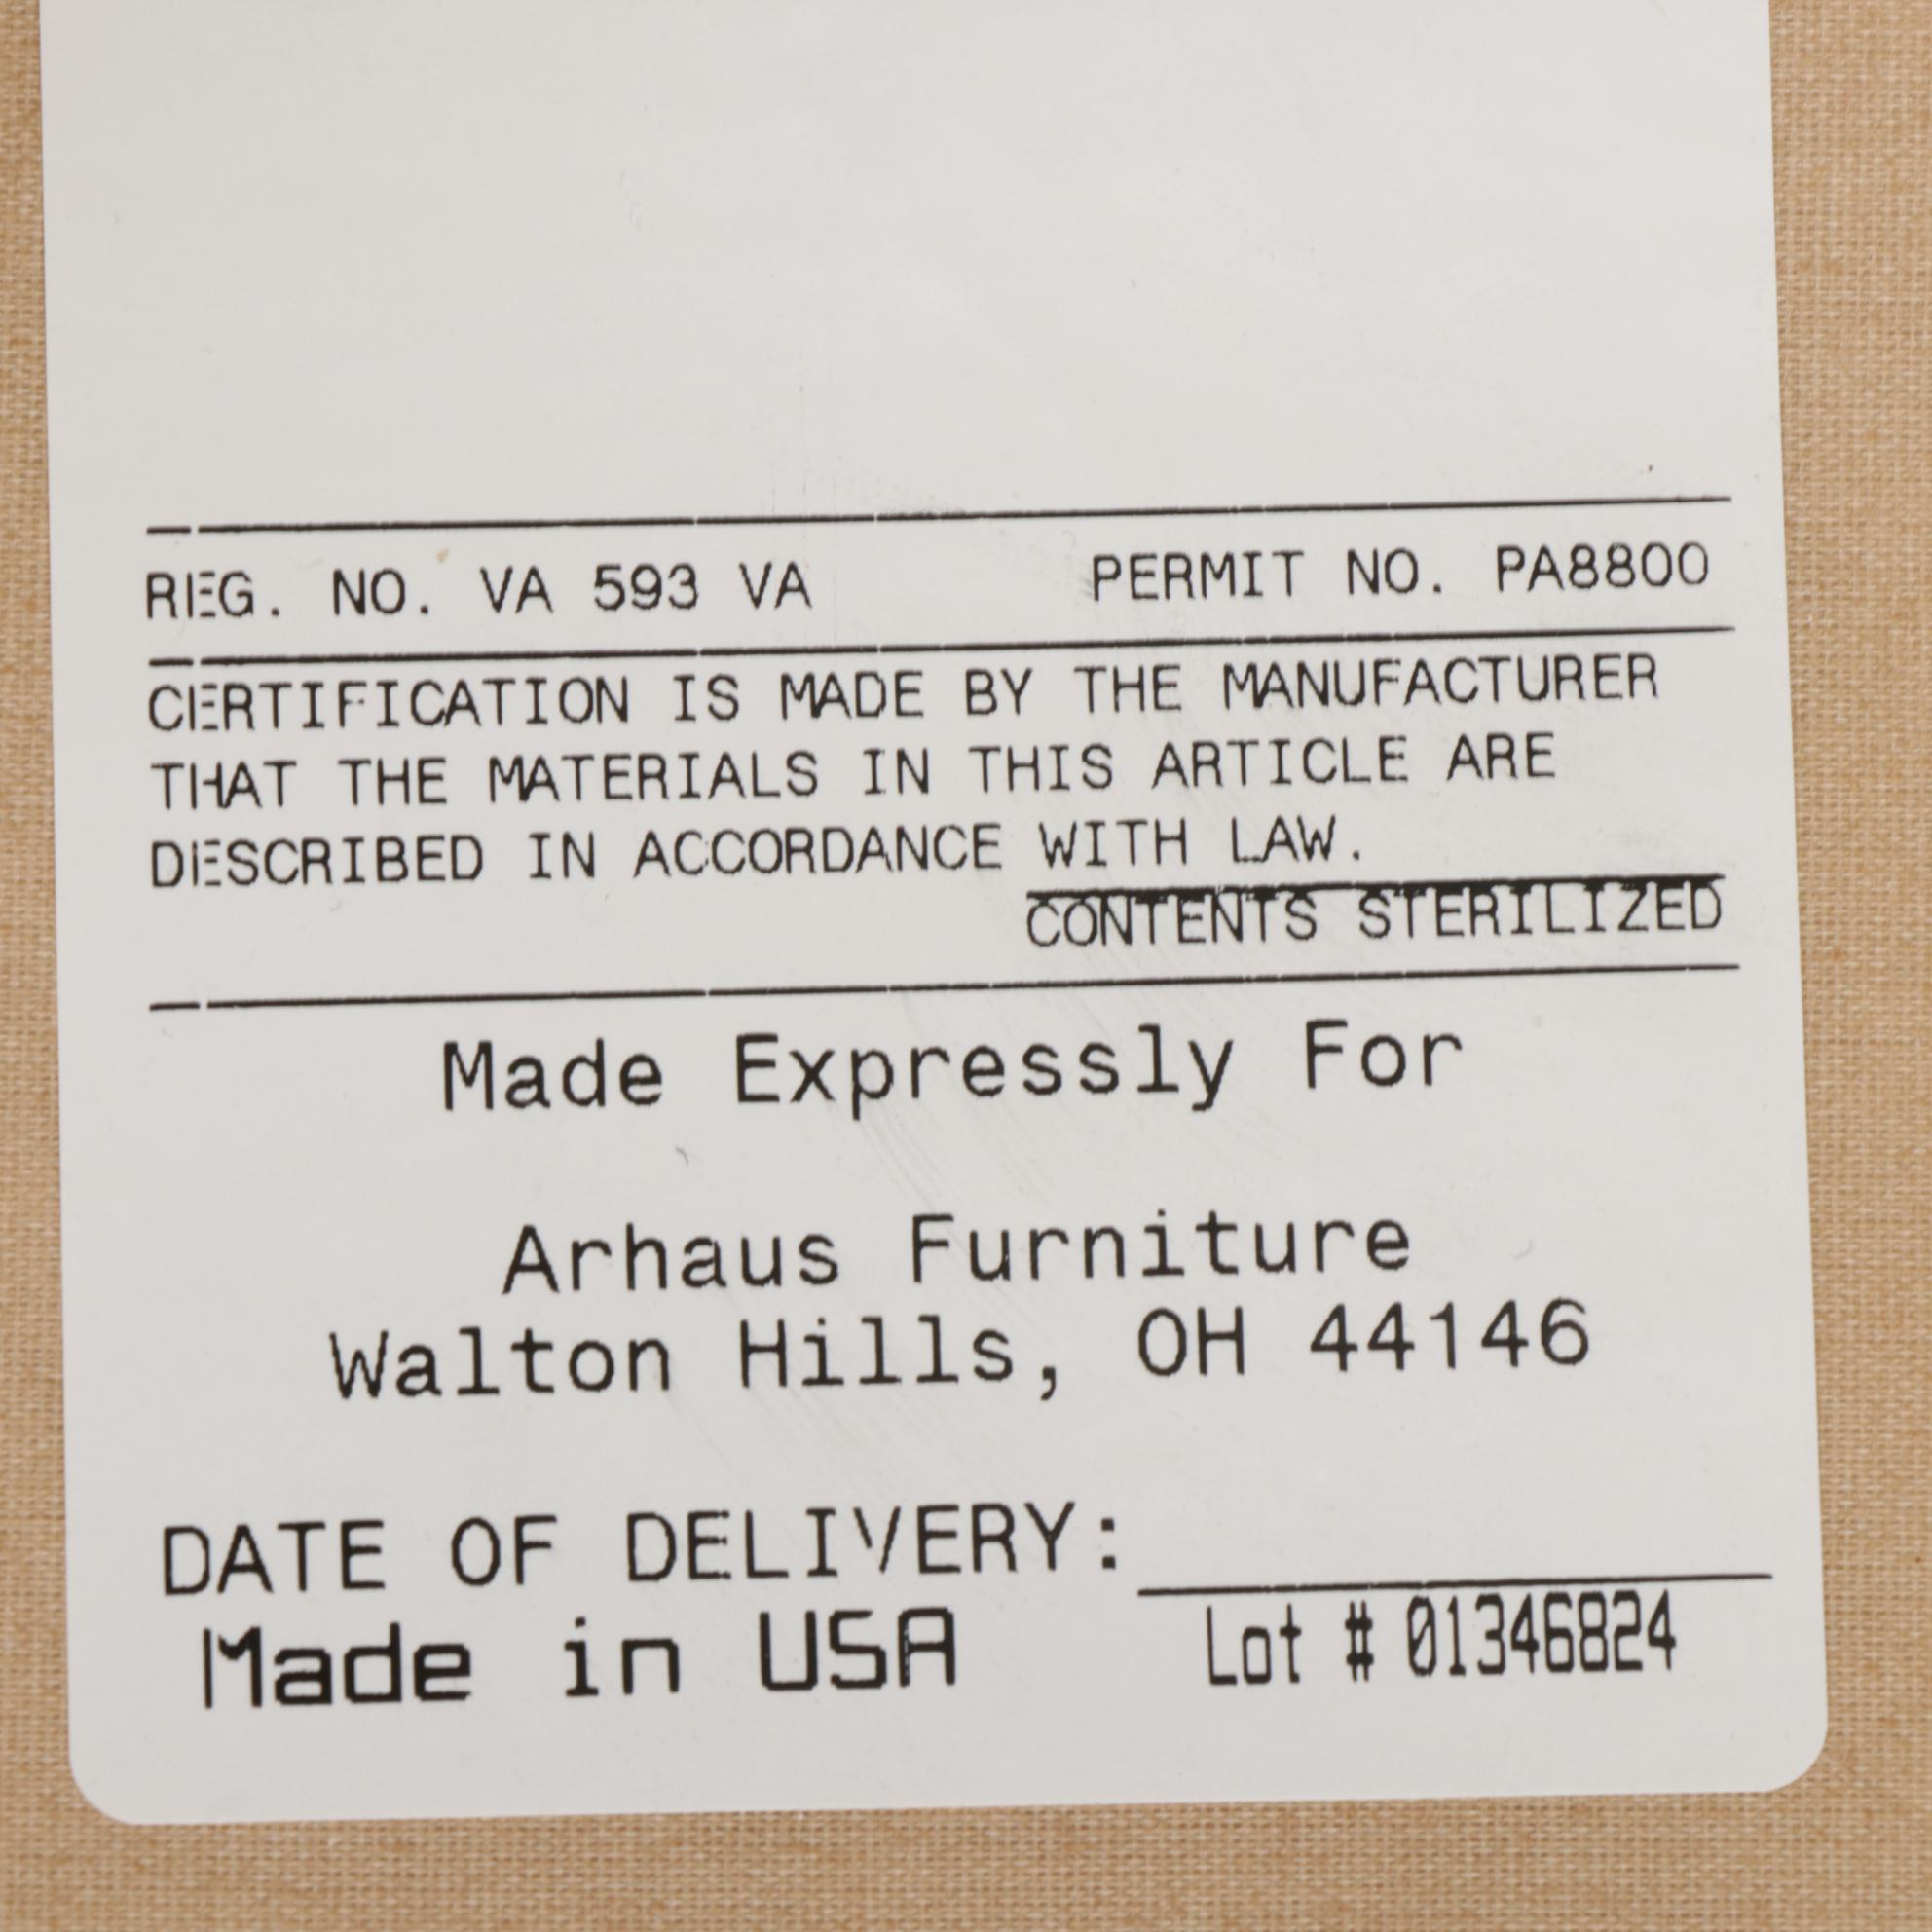 REG. NO. VA 593 VA PERMIT NO. PA8800
CERTIFICATION IS MADE BY THE MANUFACTURER
THAT THE MATERIALS IN THIS ARTICLE ARE
DESCRIBED IN ACCORDANCE WITH LAW.
CONTENTS STERILIZED
Made Expressly For
Arhaus Furniture
Walton Hills, OH 44146
DATE OF DELIVERY:
Made in USA Lot # 01346824